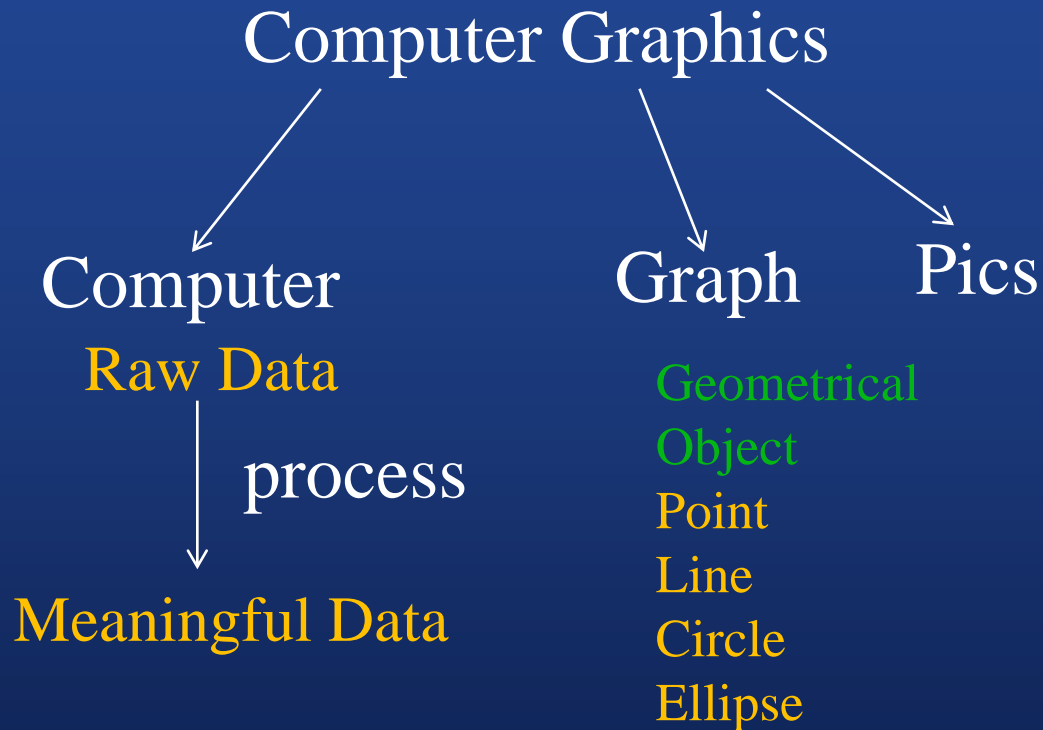 Computer Graphics
Computer
Raw Data
process
Meaningful Data
Graph
Geometrical
Object
Point
Line
Circle
Ellipse
Pics